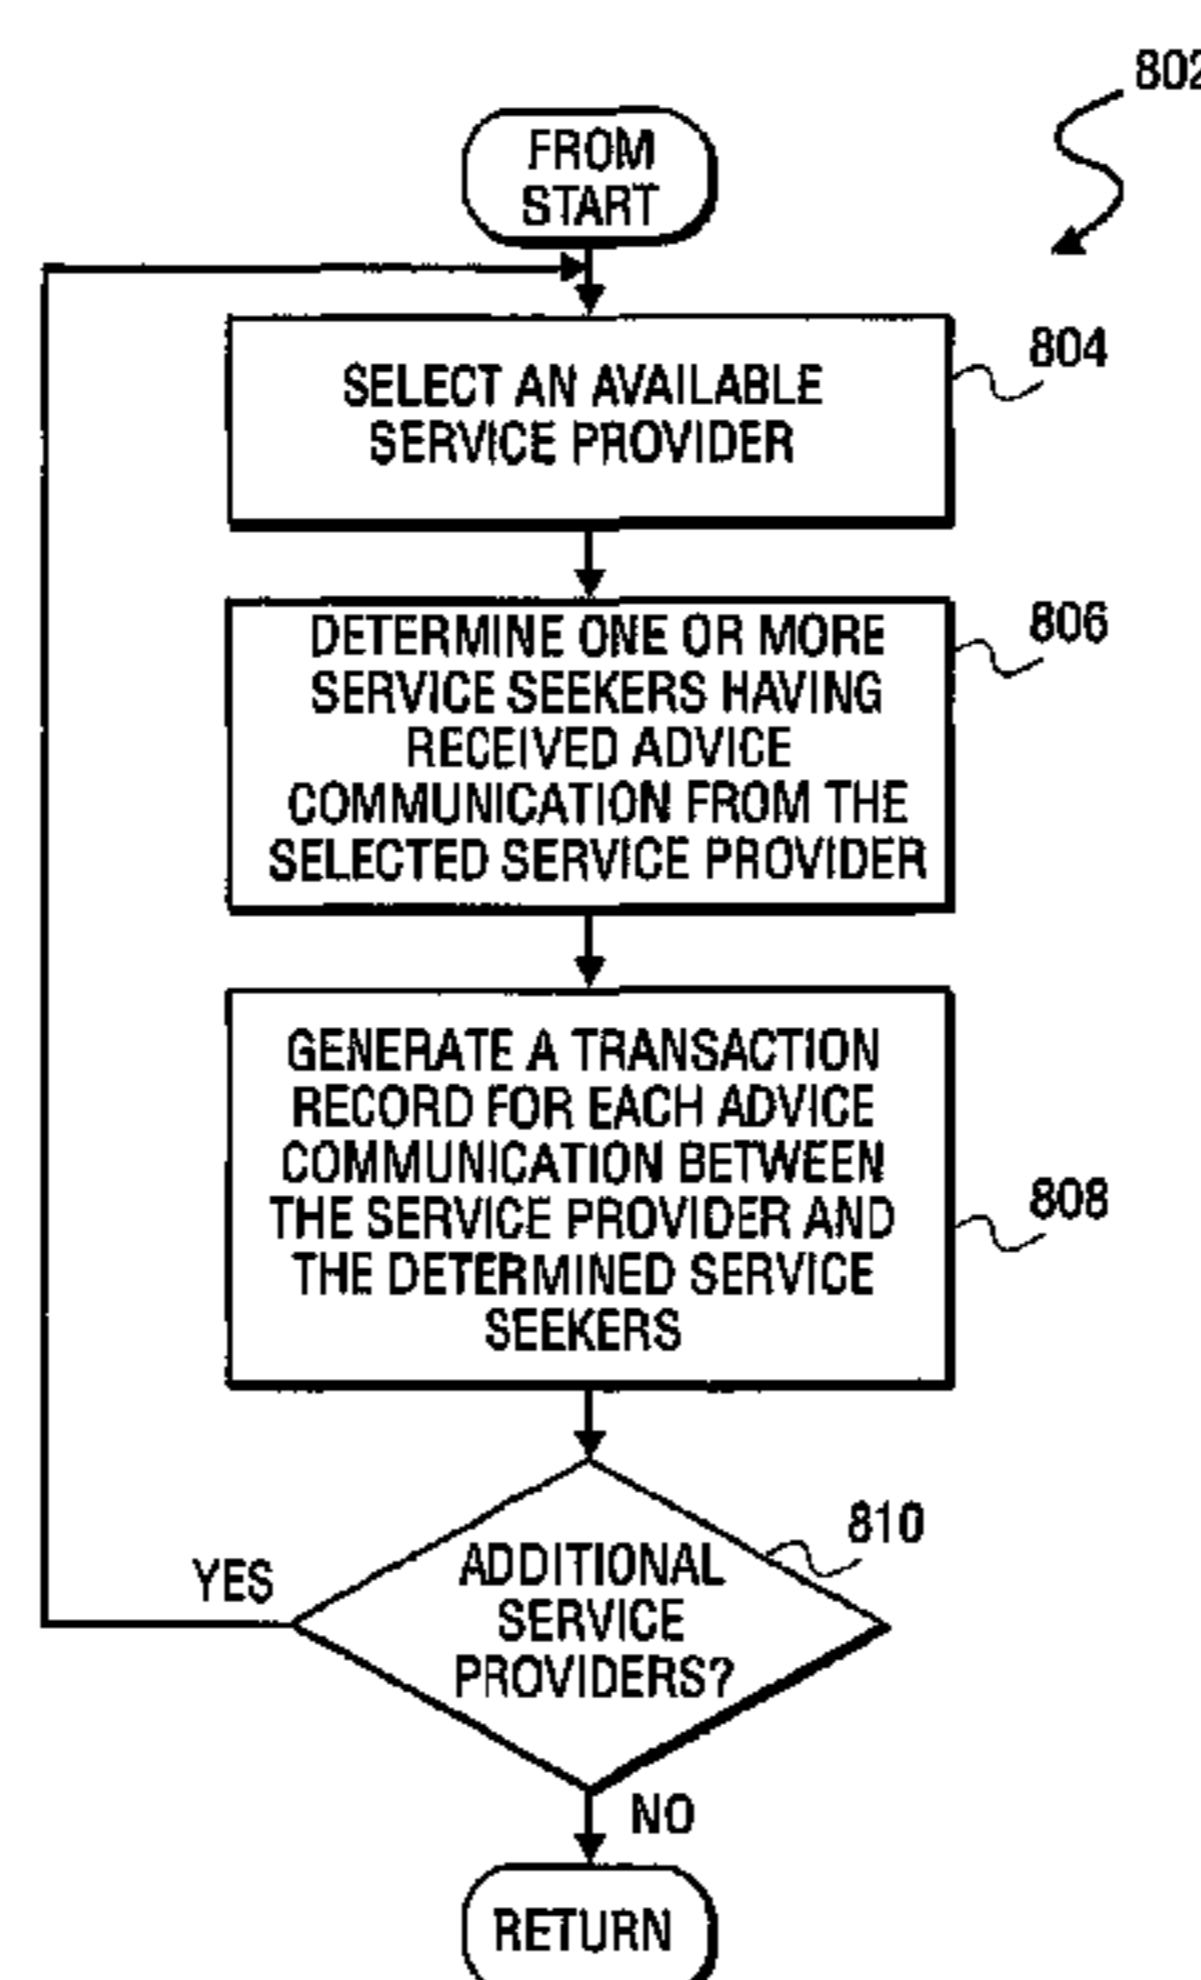 802
FROM
START
SELECT AN AVAILABLE
SERVICE PROVIDER
804
DETERMINE ONE OR MORE
SERVICE SEEKERS HAVING
RECEIVED ADVICE
COMMUNICATION FROM THE
SELECTED SERVICE PROVIDER
806
GENERATE A TRANSACTION
RECORD FOR EACH ADVICE
COMMUNICATION BETWEEN
THE SERVICE PROVIDER AND
THE DETERMINED SERVICE
SEEKERS
808
ADDITIONAL
SERVICE
PROVIDERS?
810
YES
NO
RETURN